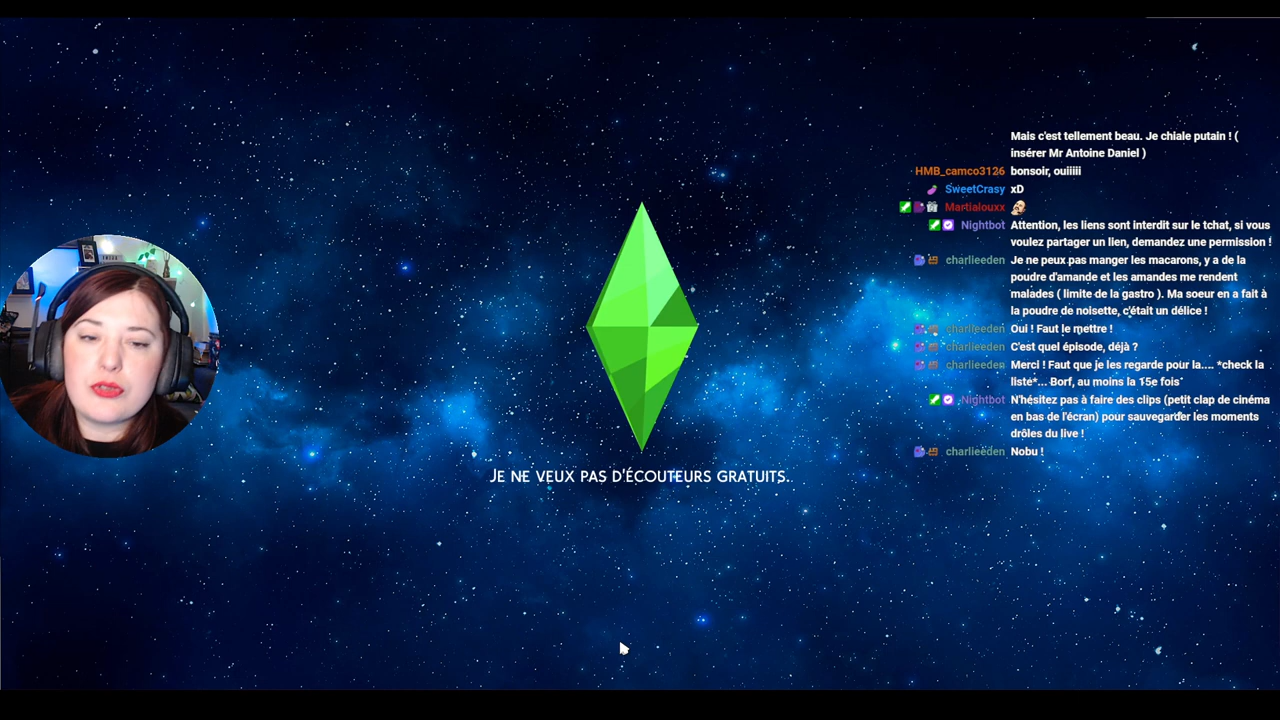 Mais c'est tellement beau. Je chiale putain ! (
insérer Mr Antoine Daniel )
HMB_camco3126 bonsoir, ouiiiii
SweetCrasy xD
Martialouxx
Nightbot Attention, les liens sont interdit sur le tchat, si vous
voulez partager un lien, demandez une permission !
charlieeden Je ne peux pas manger les macarons, y a de la
poudre d'amande et les amandes me rendent
malades ( limite de la gastro ). Ma soeur en a fait à
la poudre de noisette, c'était un délice !
charlieeden Oui ! Faut le mettre !
charlieeden C'est quel épisode, déjà ?
charlieeden Merci ! Faut que je les regarde pour la.... *check la
liste*... Borf, au moins la 15e fois
Nightbot N'hésitez pas à faire des clips (petit clap de cinéma
en bas de l'écran) pour sauvegarder les moments
drôles du live !
charlieeden Nobu !
JE NE VEUX PAS D'ÉCOUTEURS GRATUITS.